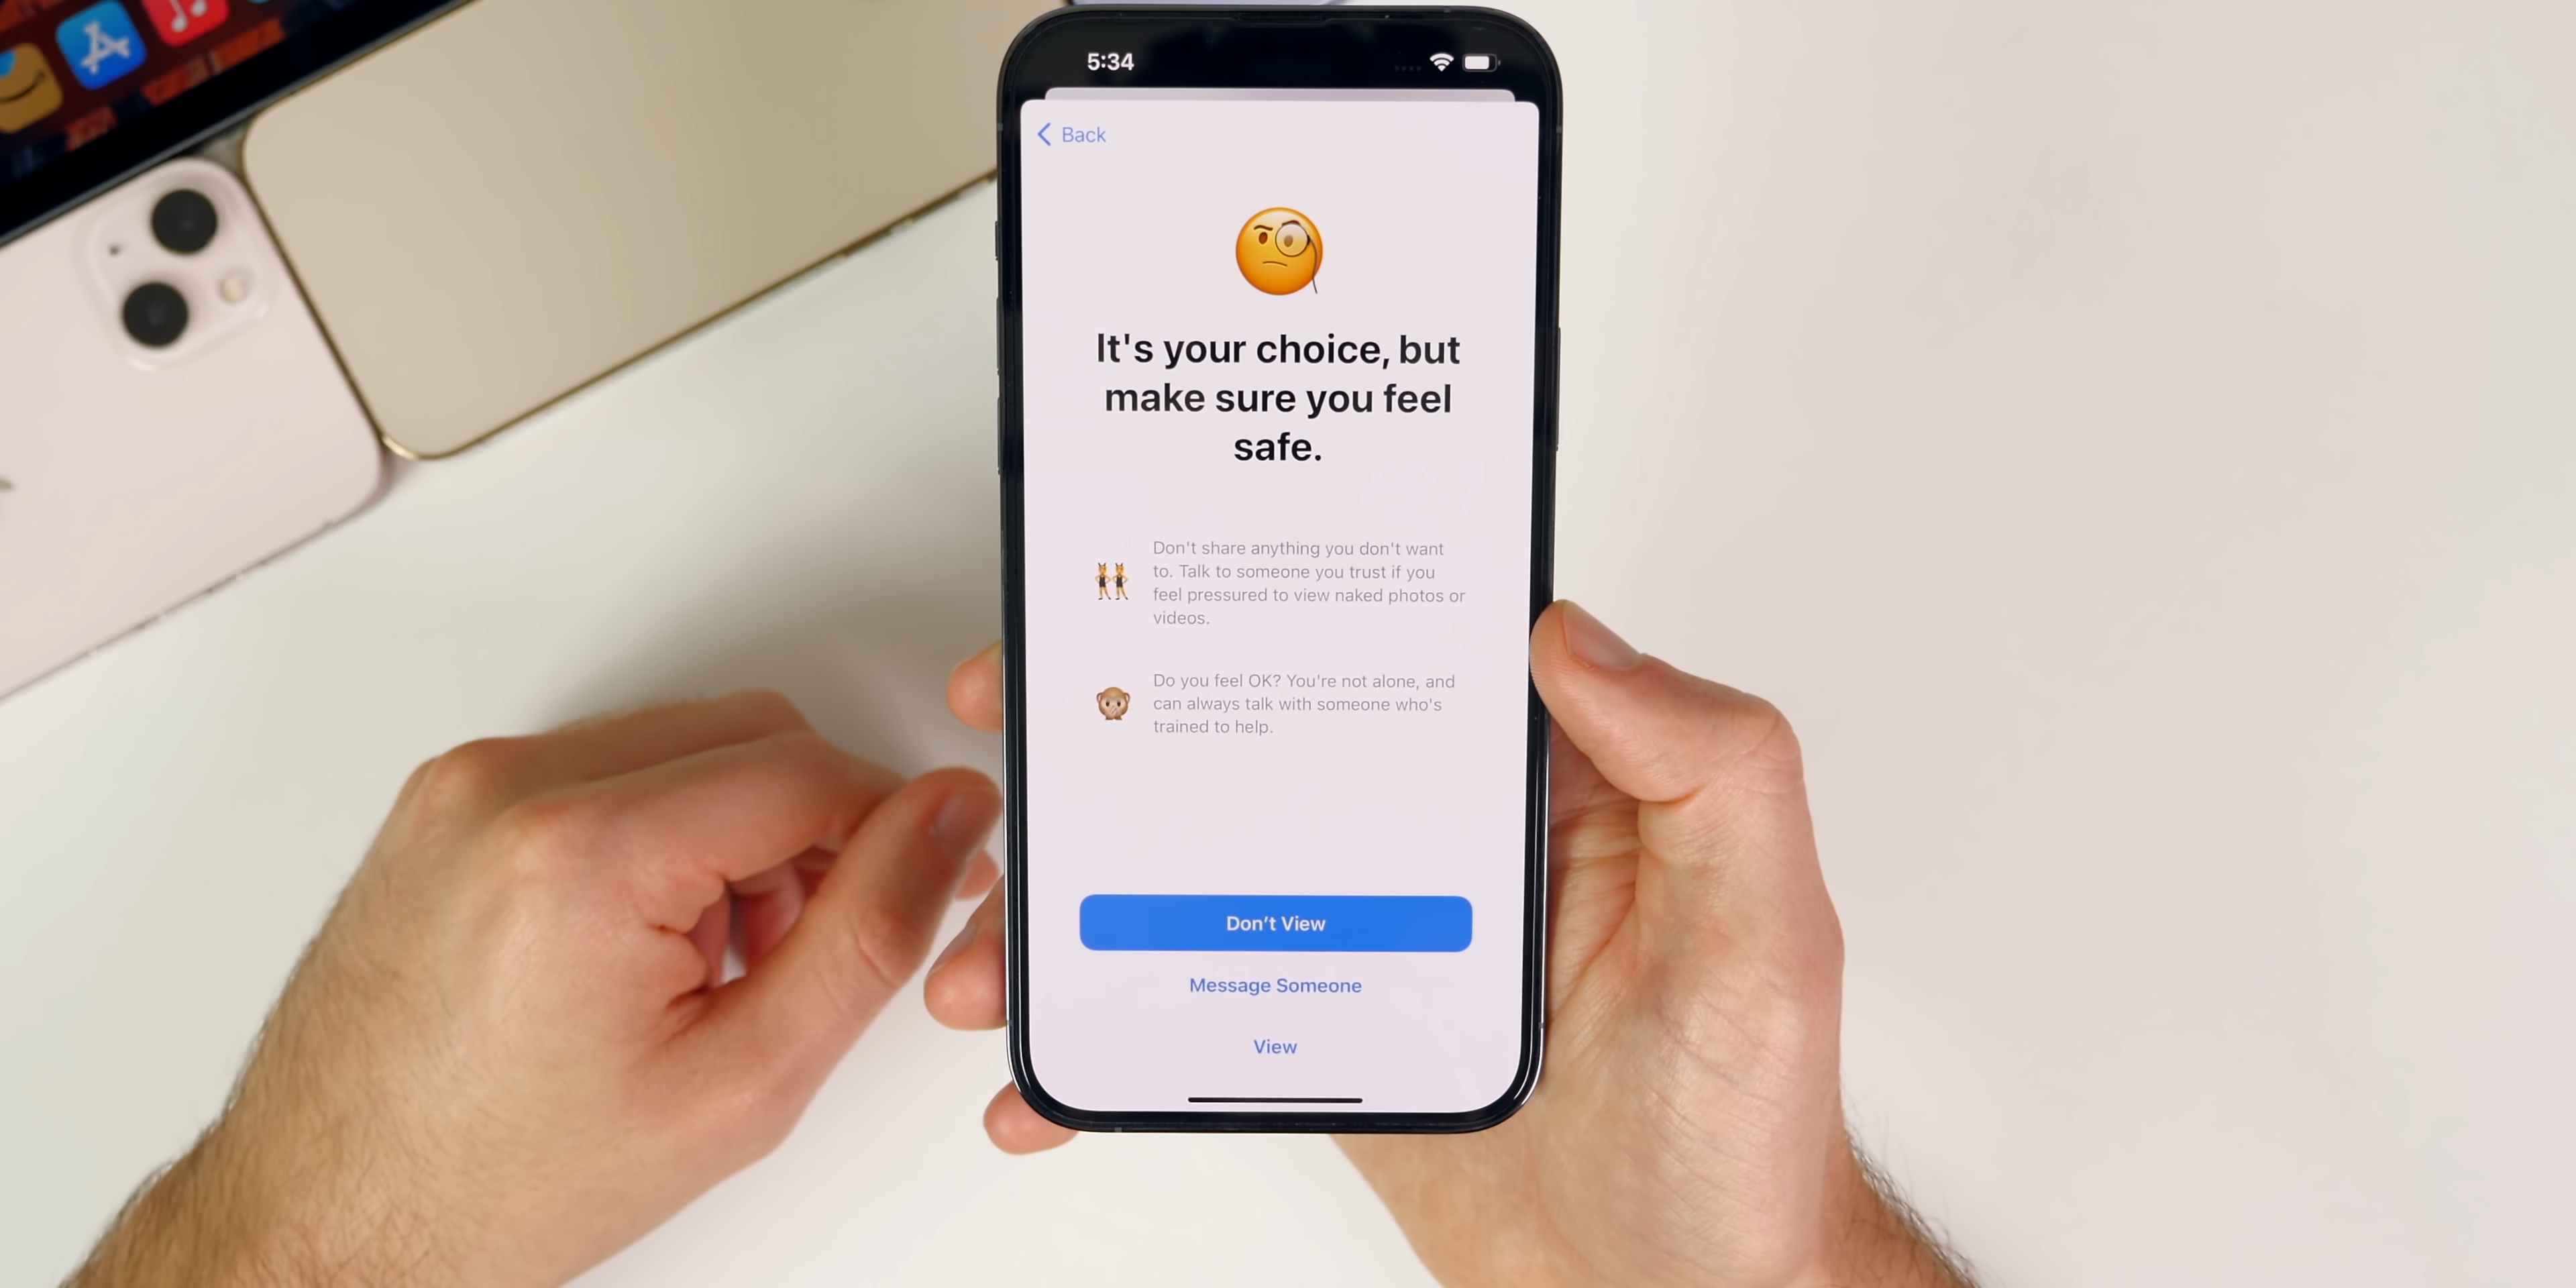 5:34
Back
It's your choice, but
make sure you feel
safe.
Don't share anything you don't want
to. Talk to someone you trust if you
feel pressured to view naked photos or
videos.
Do you feel OK? You're not alone, and
can always talk with someone who's
trained to help.
Don’t View
Message Someone
View